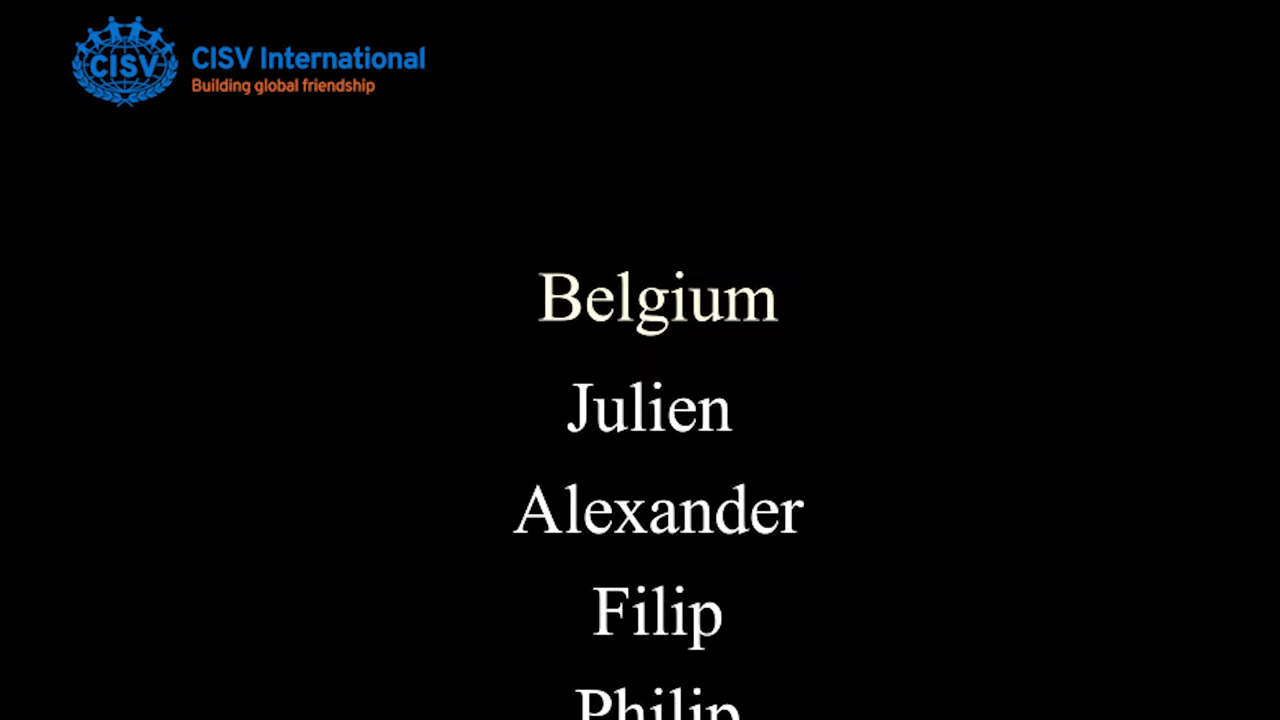 CISV
CISV International
Building global friendship
Belgium
Julien
Alexander
Filip
Philip